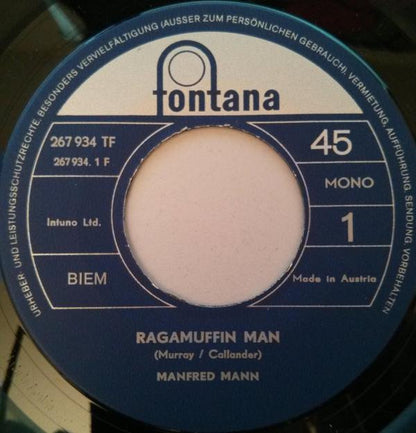 URHEBER- UND LEISTUNGSSCHUTZRECHTE, BESONDERS VERVIELFÄLTIGUNG (AUSSER ZUM PERSÖNLICHEN GEBRAUCH), VERMIETUNG, AUFFÜHRUNG, SENDUNG, VORBEHALTEN
fontana
267 934 TF
267 934. 1 F
45
MONO
Intuno Ltd.
1
BIEM
Made in Austria
RAGAMUFFIN MAN
(Murray / Callander)
MANFRED MANN